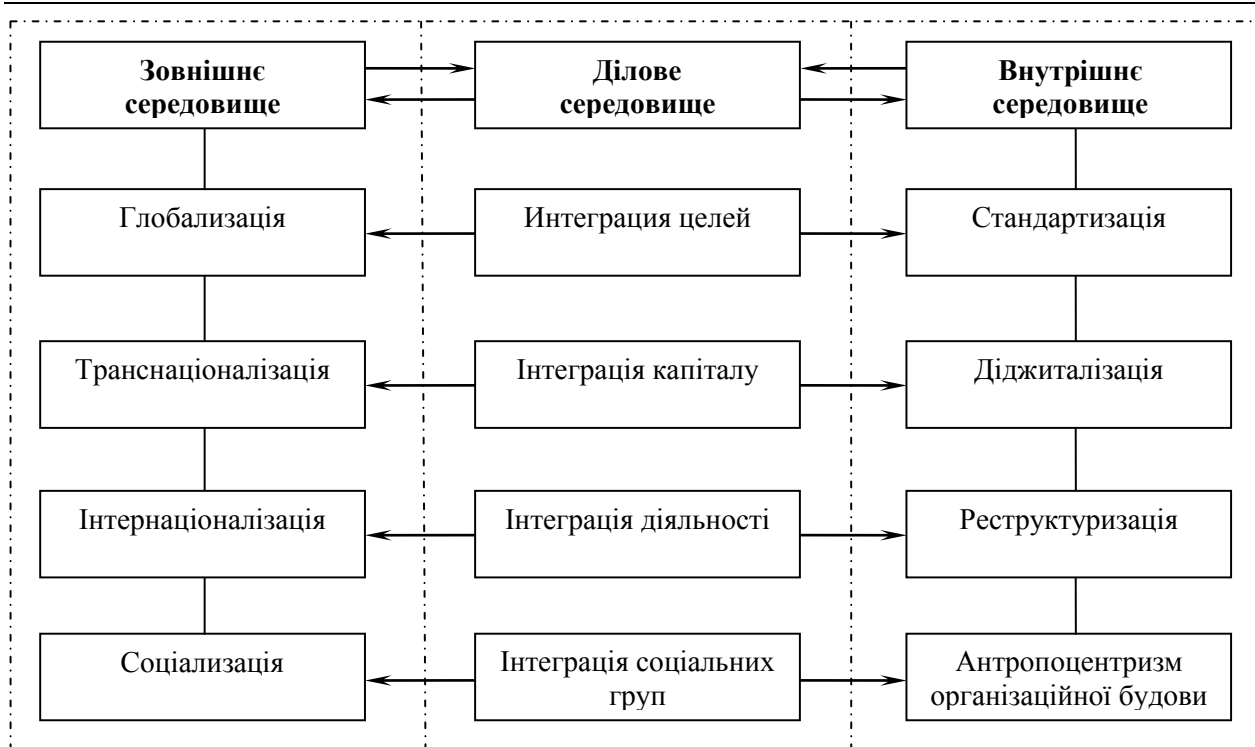 Зовнішнє
середовище
Ділове
середовище
Внутрішнє
середовище
Глобализація
Интеграция целей
Стандартизація
Транснаціоналізація
Інтеграція капіталу
Діджиталізація
Інтернаціоналізація
Інтеграція діяльності
Реструктуризація
Соціализація
Інтеграція соціальних
груп
Антропоцентризм
організаційної будови